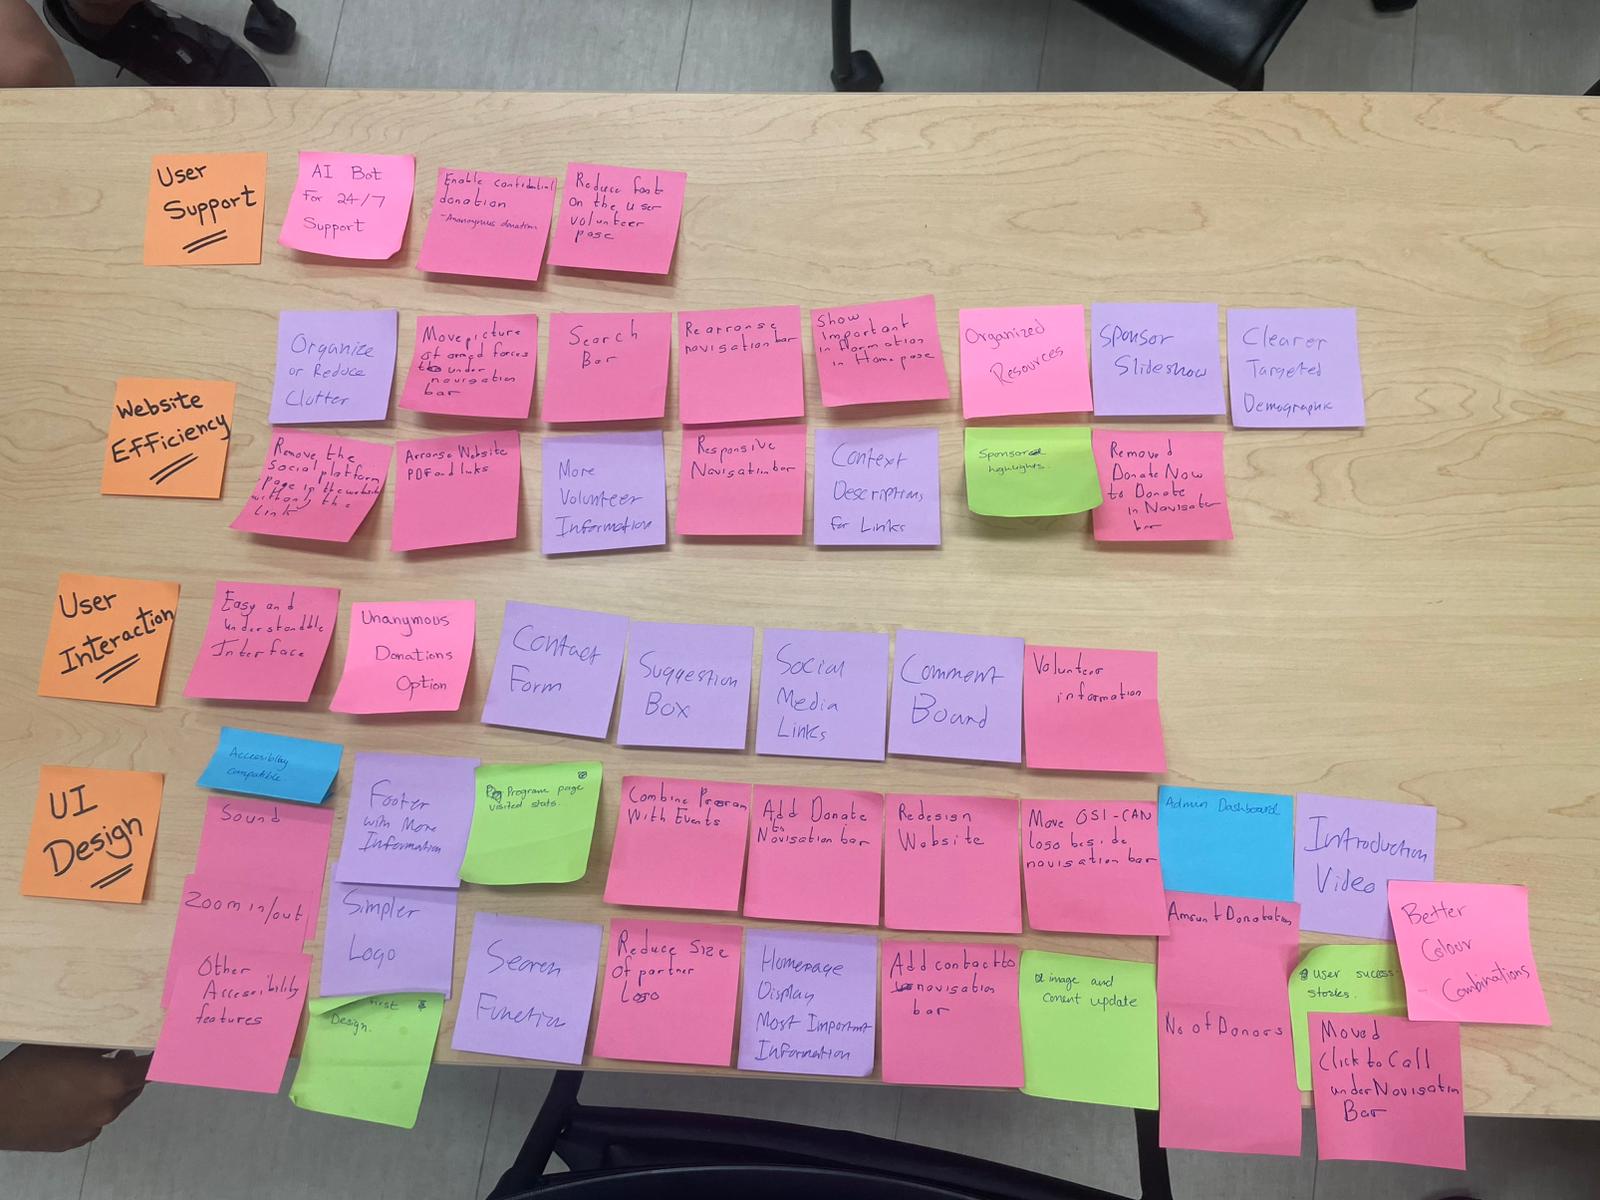 User
Support
AI Bot
For 24/7
Support
Enable confidential
donation
- Anonymous donation
Reduce font
On the user
volunteer
page
Website
Efficiency
Organize
or Reduce
Clutter
Move picture
of armed forces
under
navigation
bar
Search
Bar
Rearrange
navigation bar
Show
Important
information
in Homepage
Organized
Resources
Sponsor
Slideshow
Clearer
Targeted
Demographic
Remove the
Social platform
page in the website
with only the
Link
Arrange Website
PDF and links
More
Volunteer
Information
Responsive
Navigation bar
Context
Descriptions
for Links
Sponsored
highlights.
Removed
Donate Now
to Donate
in Navigation
bar
User
Interaction
Easy and
Understandble
Interface
Unanymous
Donations
Option
Contact
Form
Suggestion
Box
Social
Media
Links
Comment
Board
Volunteer
information
UI
Design
Accessibility
compatible.
Sound
Zoom in/out
Other
Accessibility
features
Footer
with More
Information
Simpler
Logo
Design.
Program page
visited stats.
Search
Function
Combine Program
With Events
Reduce Size
Of partner
Logo
Add Donate
to
Navigation bar
Homepage
Display
Most Important
Information
Redesign
Website
Add contact to
navigation
bar
Move OSI-CAN
logo beside
navigation bar
image and
content update
Admin Dashboard
Amount Donatation
No of Donors
Introduction
Video
User success
stories.
Better
Colour
Combinations
Moved
Click to Call
under Navigation
Bar